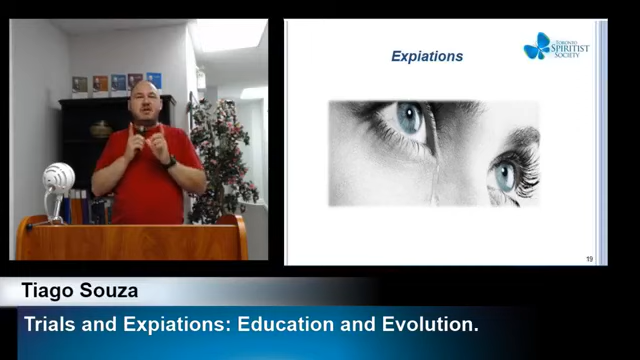 Expiations
TORONTO
SPIRITIST
SOCIETY
19
Tiago Souza
Trials and Expiations: Education and Evolution.